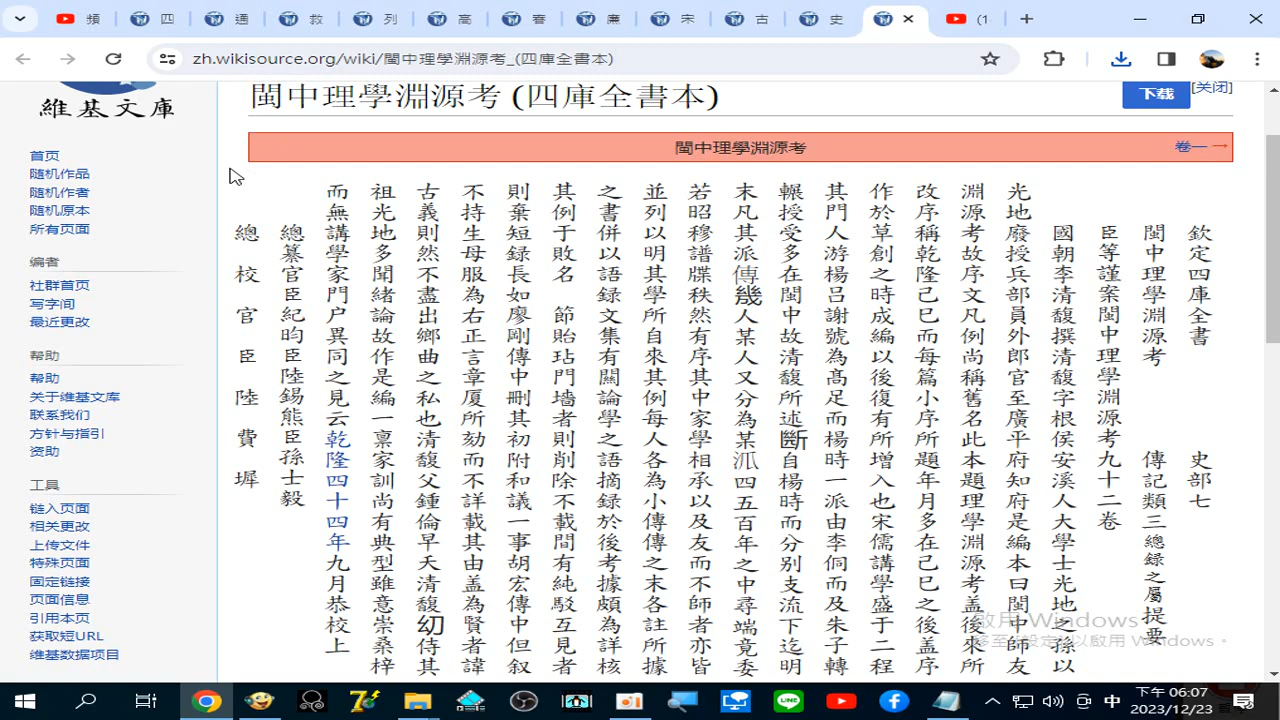 頻
四
通
救
列
高
春
廉
宋
古
史
(1
zh.wikisource.org/wiki/閩中理學淵源考_(四庫全書本)
維基文庫
首页
随机作品
随机作者
随机原本
所有页面
编者
社群首页
写字间
最近更改
帮助
帮助
关于维基文库
联系我们
方针与指引
资助
工具
链入页面
相关更改
上传文件
特殊页面
固定链接
页面信息
引用本页
获取短URL
维基数据项目
閩中理學淵源考 (四庫全書本)
下载
[关闭]
閩中理學淵源考
卷一 →
欽定四庫全書 史部七
閩中理學淵源考 傳記類三總録之屬提要
臣等謹案閩中理學淵源考九十二卷
國朝李清馥撰清馥字根侯安溪人大學士光地之孫以
光地廢授兵部員外郎官至廣平府知府是編本曰閩中師友
淵源考故序文凡例尚稱舊名此本題理學淵源考盖後來所
改序稱乾隆己巳而每篇小序所題年月多在己巳之後盖序
作於草創之時成編以後復有所增入也宋儒講學盛于二程
其門人游楊呂謝號為髙足而楊時一派由李侗而及朱子轉
輾授受多在閩中故清馥所述斷自楊時而分别支流下迄明
末凡其派傳幾人某人又分為某沠四五百年之中尋端竟委
若昭穆譜牒秩然有序其中家學相承以及友而不師者亦皆
並列以明其學所自來其例每人各為小傳傳之末各註所據
之書併以語録文集有闗論學之語摘録於後考據頗為詳核
其例于敗名 節貽玷門墻者則削除不載間有純駁互見者
則棄短録長如廖剛傳中刪其初附和議一事胡宏傳中但叙
不持生母服為右正言章厦所劾而不詳載其由盖為賢者諱
古義則然不盡出鄉曲之私也清馥父鍾倫早夭清馥㓜侍其
祖光地多聞緒論故作是編一禀家訓尚有典型雖意崇桑梓
而無講學家門户異同之見云乾隆四十四年九月恭校上
總纂官臣紀昀臣陸錫熊臣孫士毅
總校官臣陸費墀
啟用 Windows
移至 [設定] 以啟用 Windows。
中
下午 06:07
2023/12/23